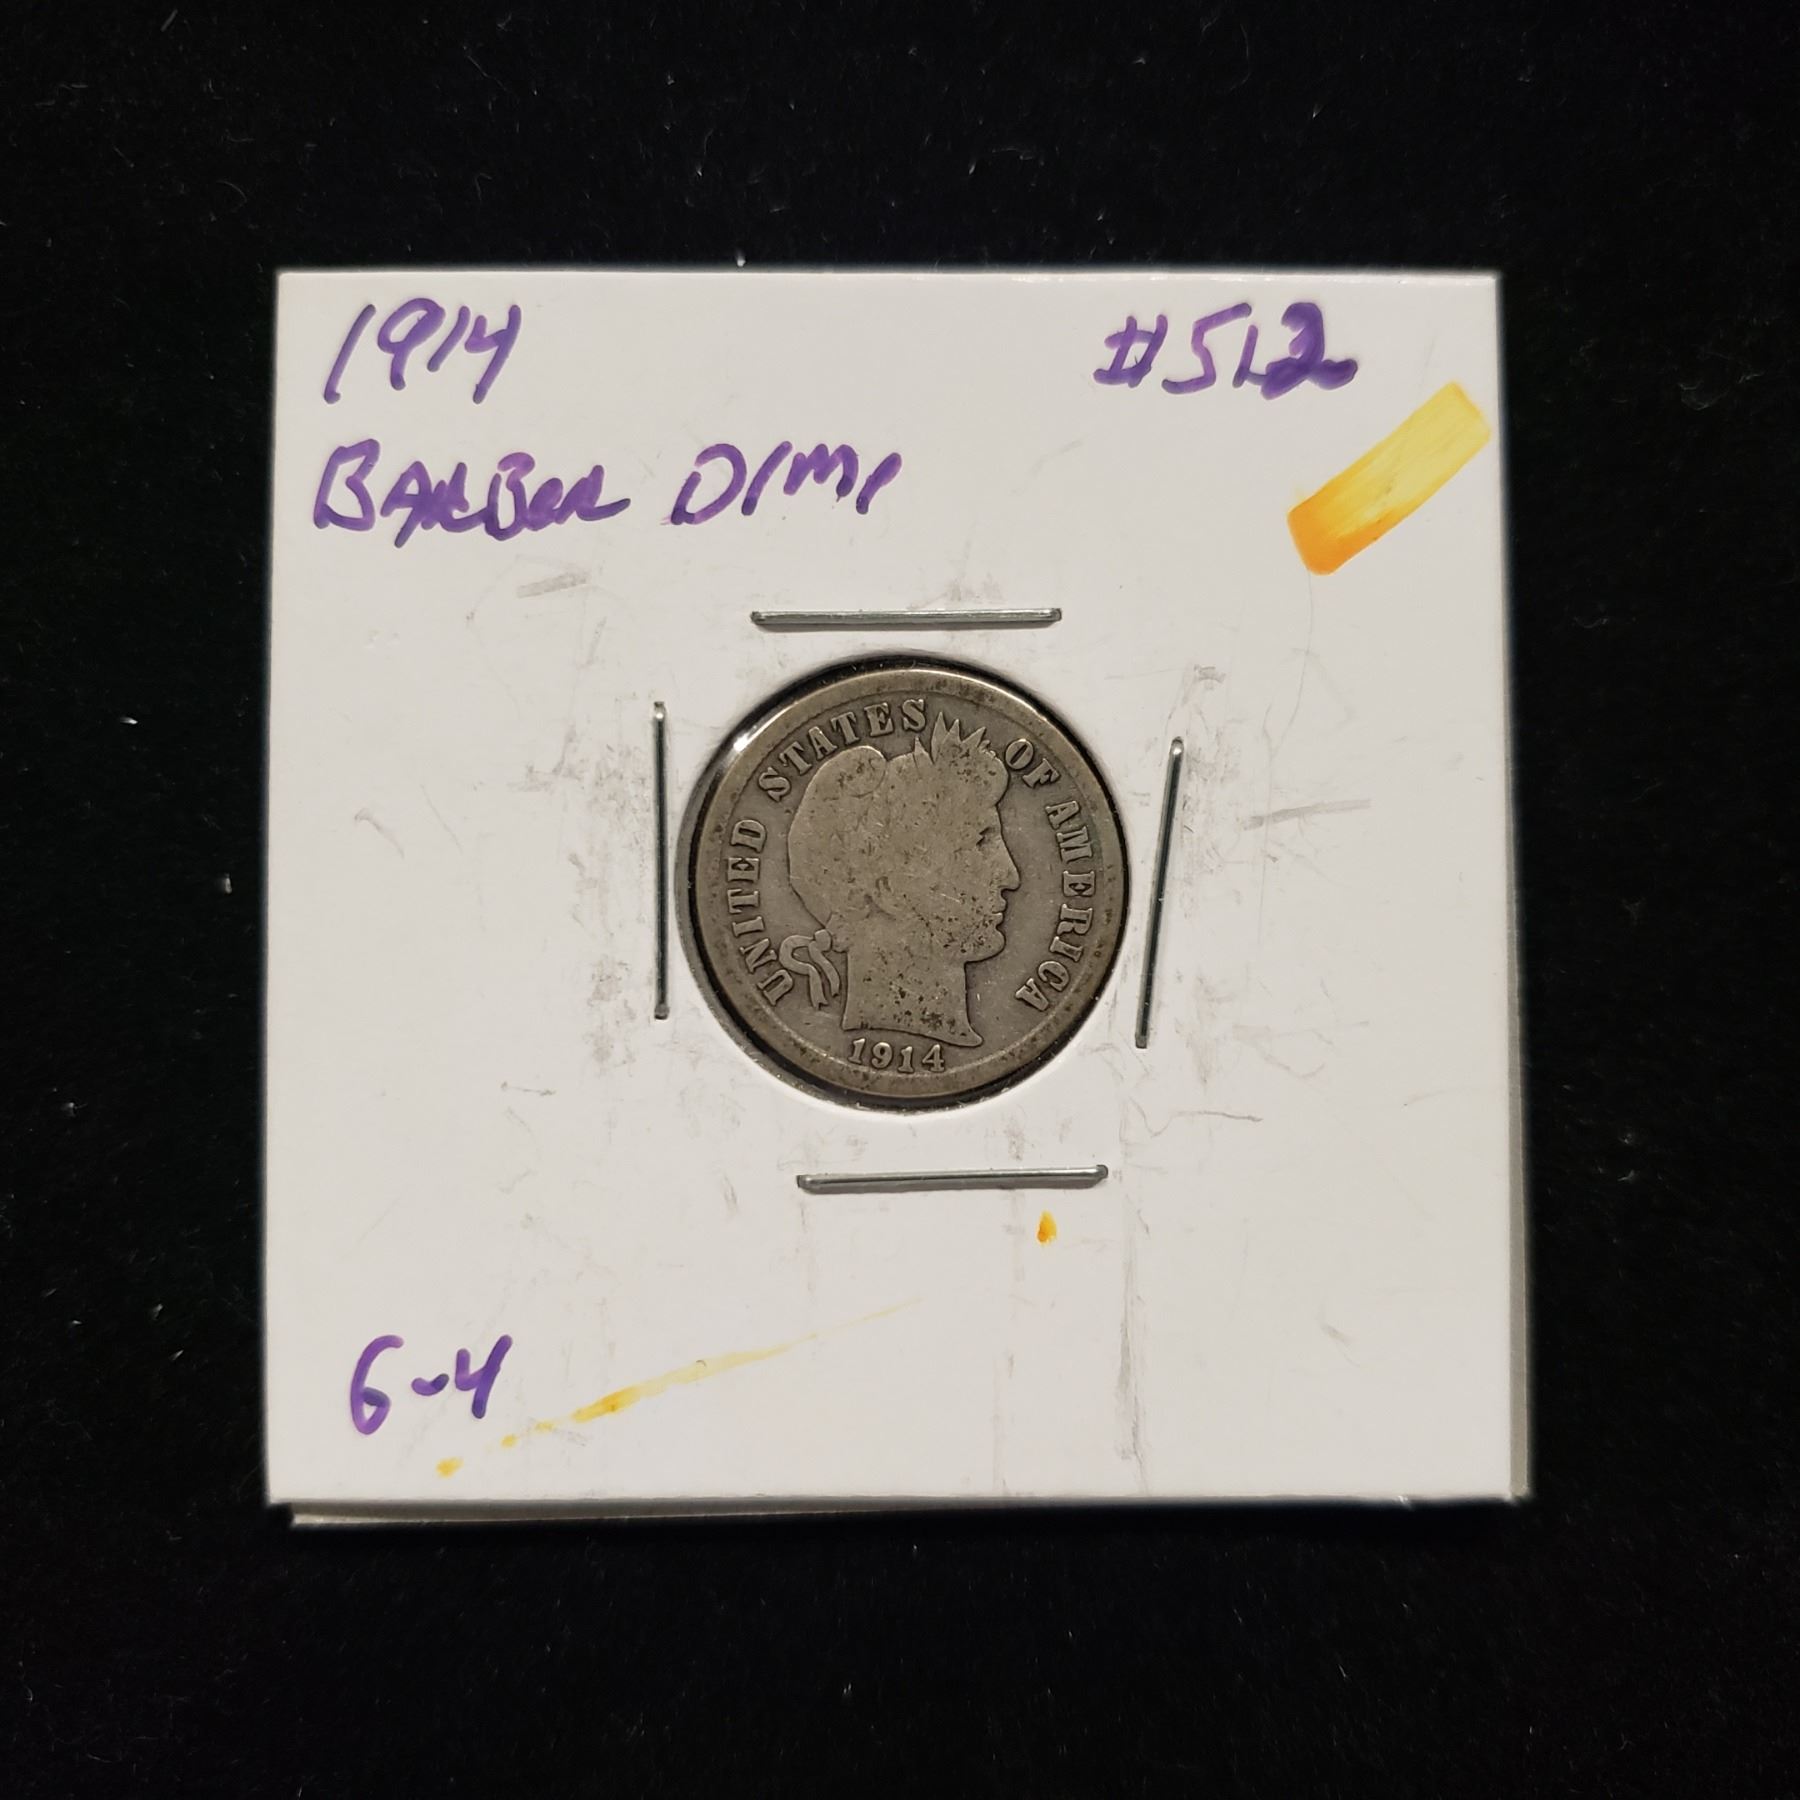 1914 #512
BARBER DIME
UNITED STATES OF AMERICA
1914
G-4